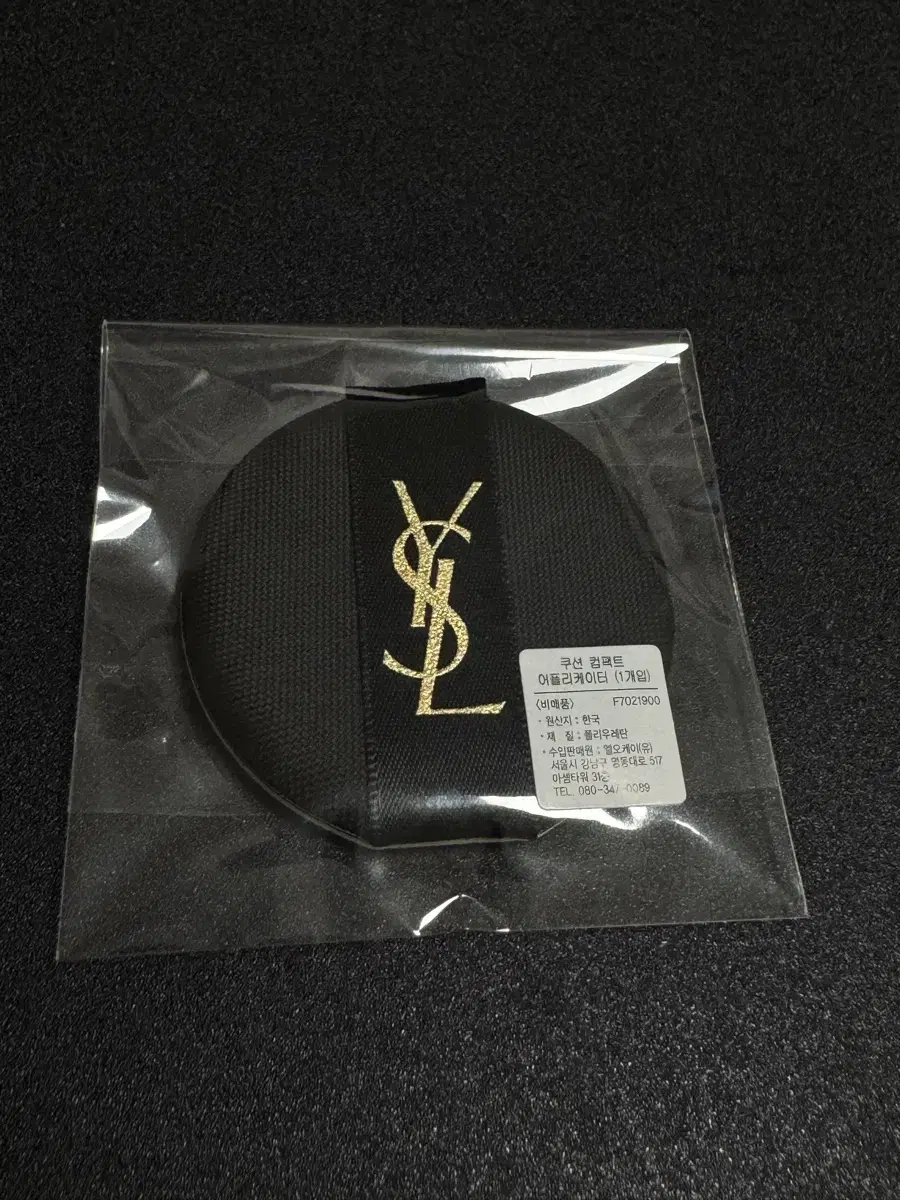 YSL
쿠션 컴팩트
어플리케이터 (1개입)
〈비매품〉 F7021900
· 원산지 : 한국
· 재 질 : 폴리우레탄
· 수입판매원 : 엘오케이(유)
서울시 강남구 영동대로 517
아셈타워 31층
TEL 080-347-0089